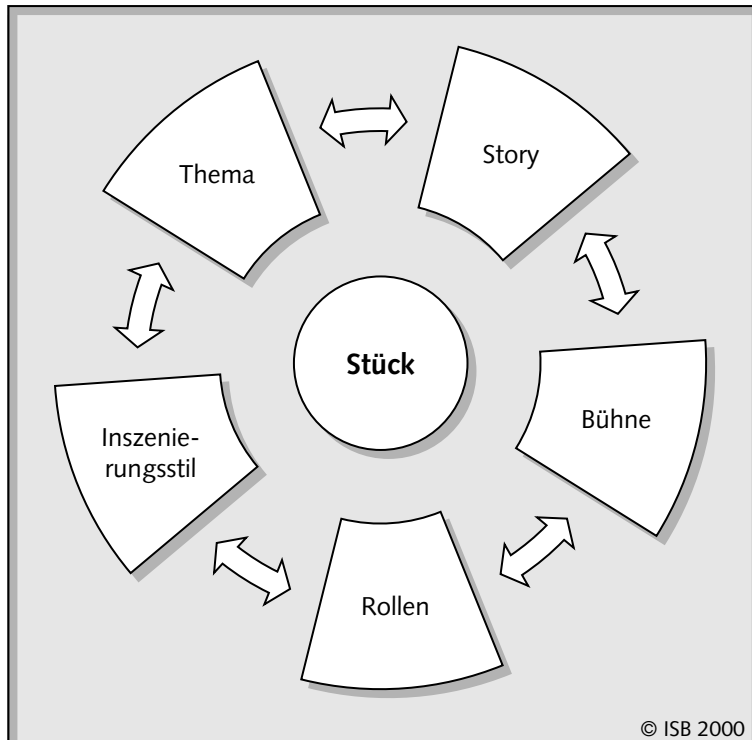 Thema
Story
Stück
Bühne
Inszenie-
rungsstil
Rollen
© ISB 2000